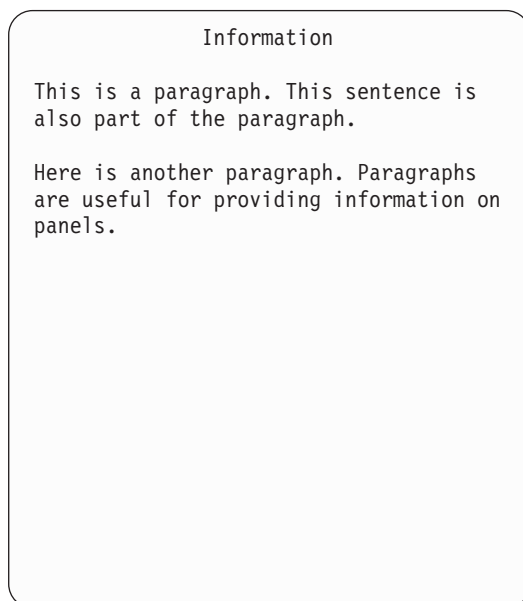 Information
This is a paragraph. This sentence is
also part of the paragraph.
Here is another paragraph. Paragraphs
are useful for providing information on
panels.